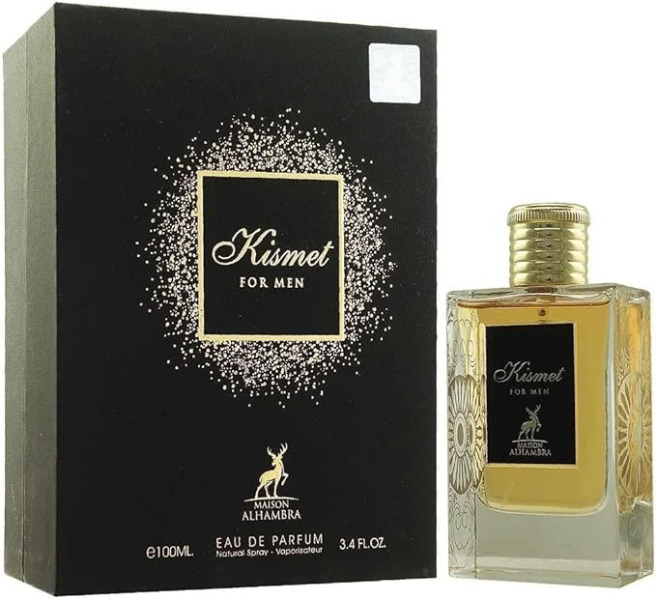 Kismet
FOR MEN
MAISON
ALHAMBRA
e100ML.
EAU DE PARFUM
Natural Spray - Vaporisateur
3.4 FL.OZ.
Kismet
FOR MEN
MAISON
ALHAMBRA